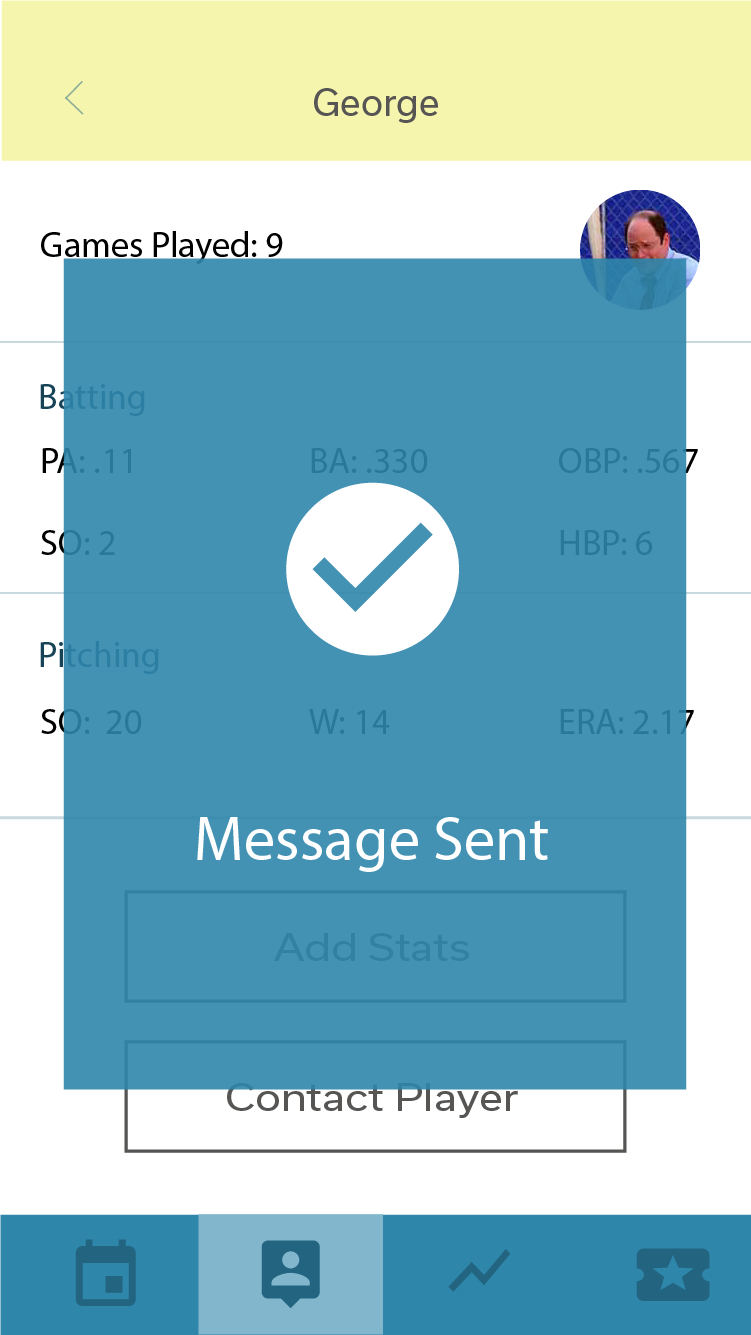 George
Games Played: 9
Batting
PA: .11 BA: .330 OBP: .567
SO: 2 HBP: 6
Pitching
SO: 20 W: 14 ERA: 2.17
Message Sent
Add Stats
Contact Player